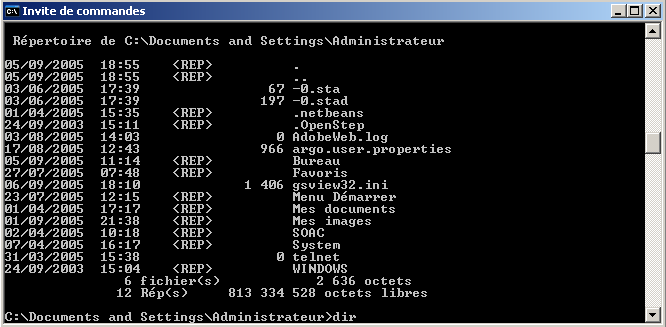 Invite de commandes
Répertoire de C:\Documents and Settings\Administrateur
05/09/2005  18:55    <REP>          .
05/09/2005  18:55    <REP>          ..
03/06/2005  17:39                67 -0.sta
03/06/2005  17:39               197 -0.stad
01/04/2005  15:35    <REP>          .netbeans
24/09/2003  15:11    <REP>          .OpenStep
03/08/2005  14:03                 0 AdobeWeb.log
17/08/2005  12:43               966 argo.user.properties
05/09/2005  11:14    <REP>          Bureau
27/07/2005  07:48    <REP>          Favoris
06/09/2005  18:10             1 406 gsview32.ini
23/07/2005  12:15    <REP>          Menu Démarrer
01/04/2005  17:17    <REP>          Mes documents
01/09/2005  21:38    <REP>          Mes images
02/04/2005  10:18    <REP>          SOAC
07/04/2005  16:17    <REP>          System
31/03/2005  15:38                 0 telnet
24/09/2003  15:04    <REP>          WINDOWS
6 fichier(s)            2 636 octets
12 Rép(s)     813 334 528 octets libres
C:\Documents and Settings\Administrateur>dir